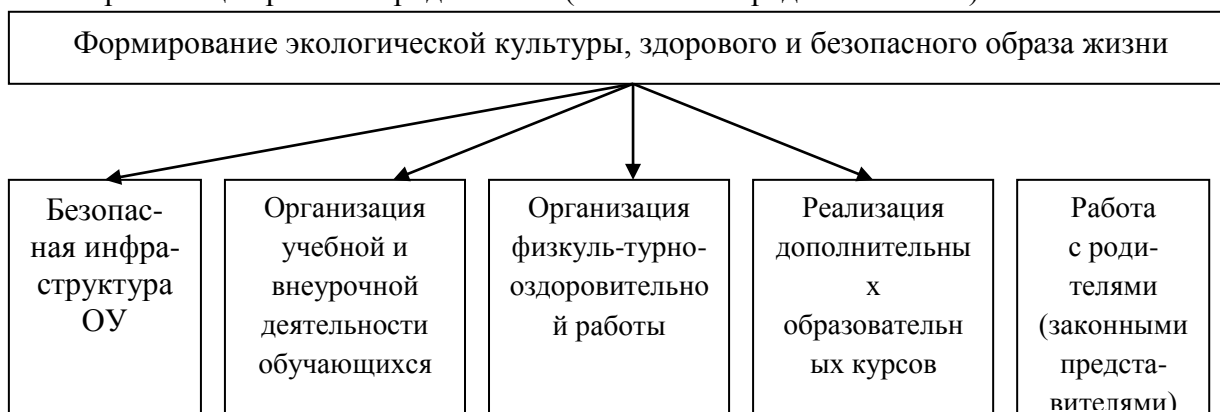 Формирование экологической культуры, здорового и безопасного образа жизни
Безопас-
ная инфра-
структура
ОУ
Организация
учебной и
внеурочной
деятельности
обучающихся
Организация
физкуль-турно-
оздоровительно
й работы
Реализация
дополнительны
х
образовательн
ых курсов
Работа
с роди-
телями
(законными
предста-
вителями)